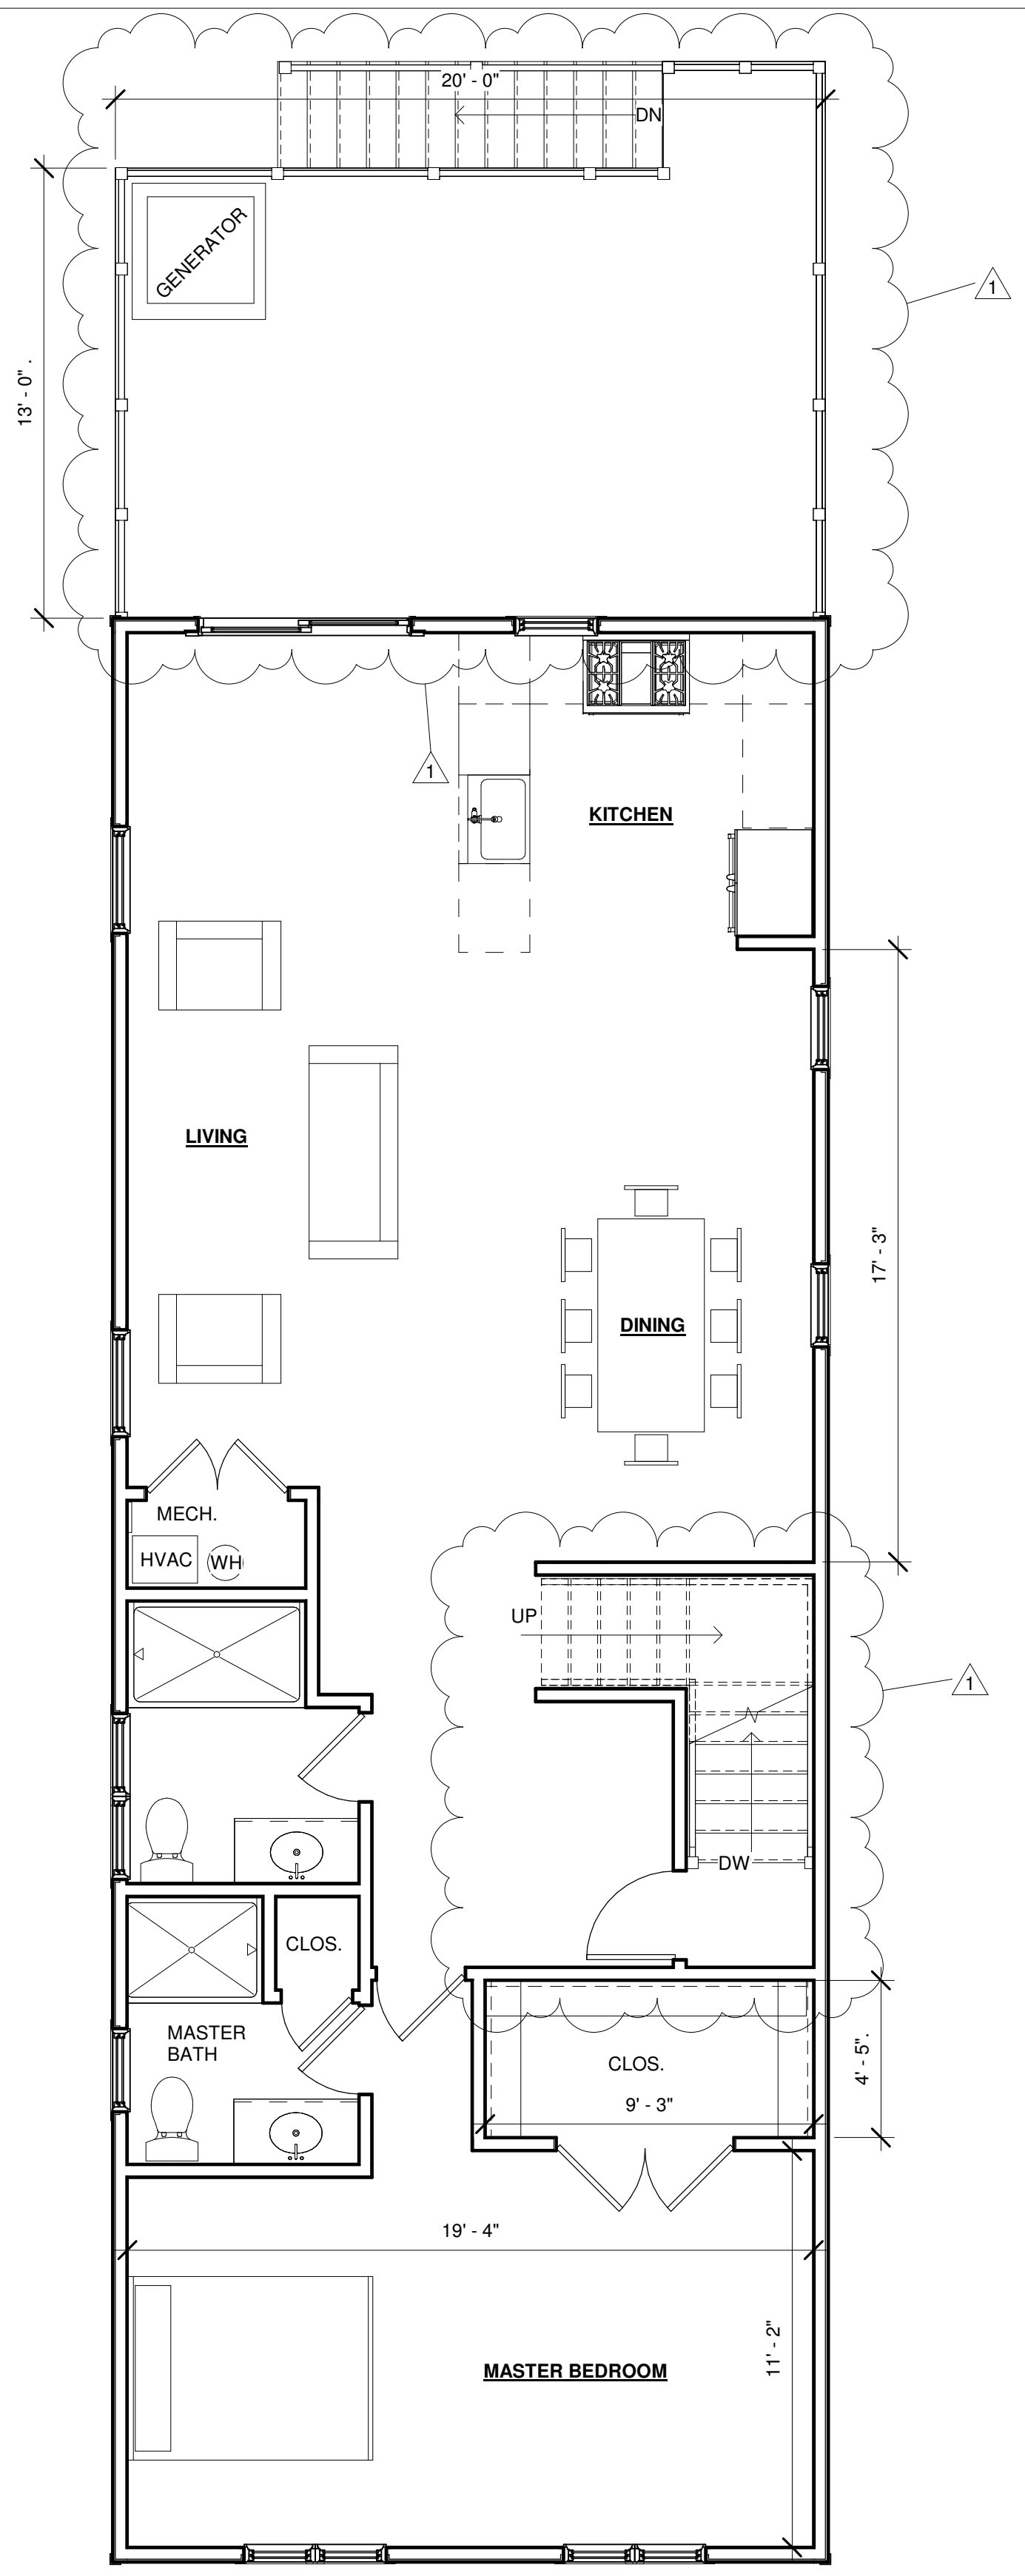 20' - 0"
DN
GENERATOR
1
13' - 0" .
1
KITCHEN
LIVING
17' - 3"
DINING
MECH.
HVAC
WH
UP
1
DW
CLOS.
MASTER
BATH
CLOS.
4' - 5".
9' - 3"
19' - 4"
11' - 2"
MASTER BEDROOM